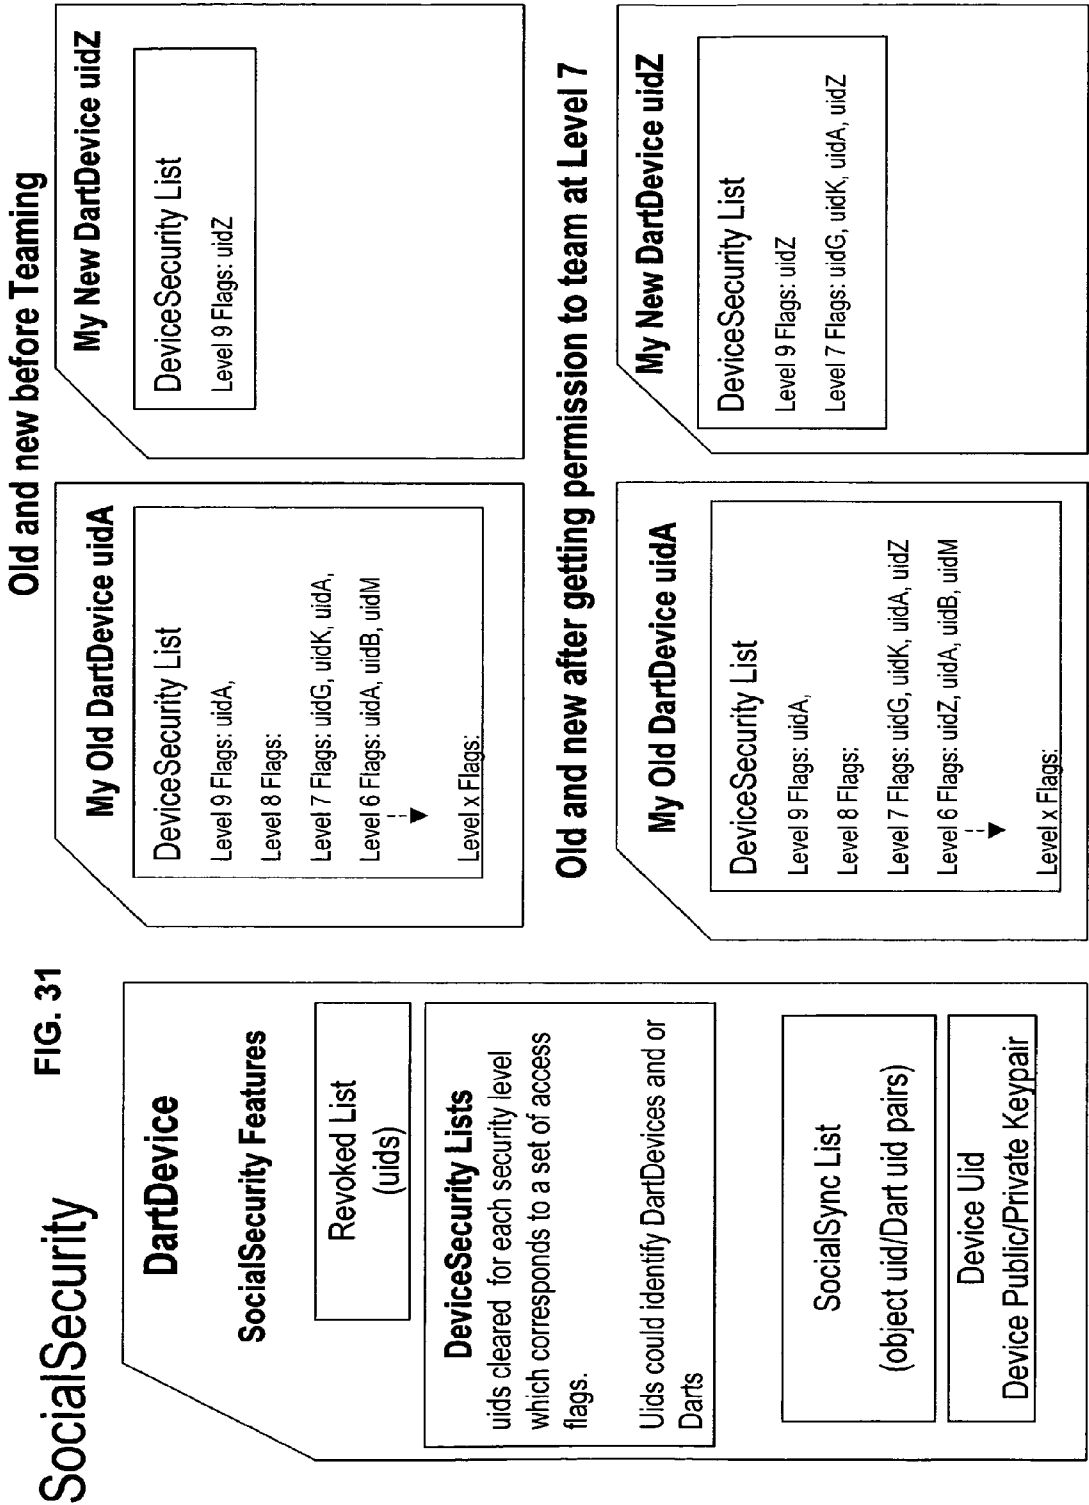 SocialSecurity
FIG. 31
DartDevice
SocialSecurity Features
Revoked List
(uids)
DeviceSecurity Lists
uids cleared for each security level
which corresponds to a set of access
flags.
Uids could identify DartDevices and or
Darts
SocialSync List
(object uid/Dart uid pairs)
Device Uid
Device Public/Private Keypair
Old and new before Teaming
My Old DartDevice uidA
DeviceSecurity List
Level 9 Flags: uidA,
Level 8 Flags:
Level 7 Flags: uidG, uidK, uidA,
Level 6 Flags: uidA, uidB, uidM
Level x Flags:
My New DartDevice uidZ
DeviceSecurity List
Level 9 Flags: uidZ
Old and new after getting permission to team at Level 7
My Old DartDevice uidA
DeviceSecurity List
Level 9 Flags: uidA,
Level 8 Flags:
Level 7 Flags: uidG, uidK, uidA, uidZ
Level 6 Flags: uidZ, uidA, uidB, uidM
Level x Flags:
My New DartDevice uidZ
DeviceSecurity List
Level 9 Flags: uidZ
Level 7 Flags: uidG, uidK, uidA, uidZ